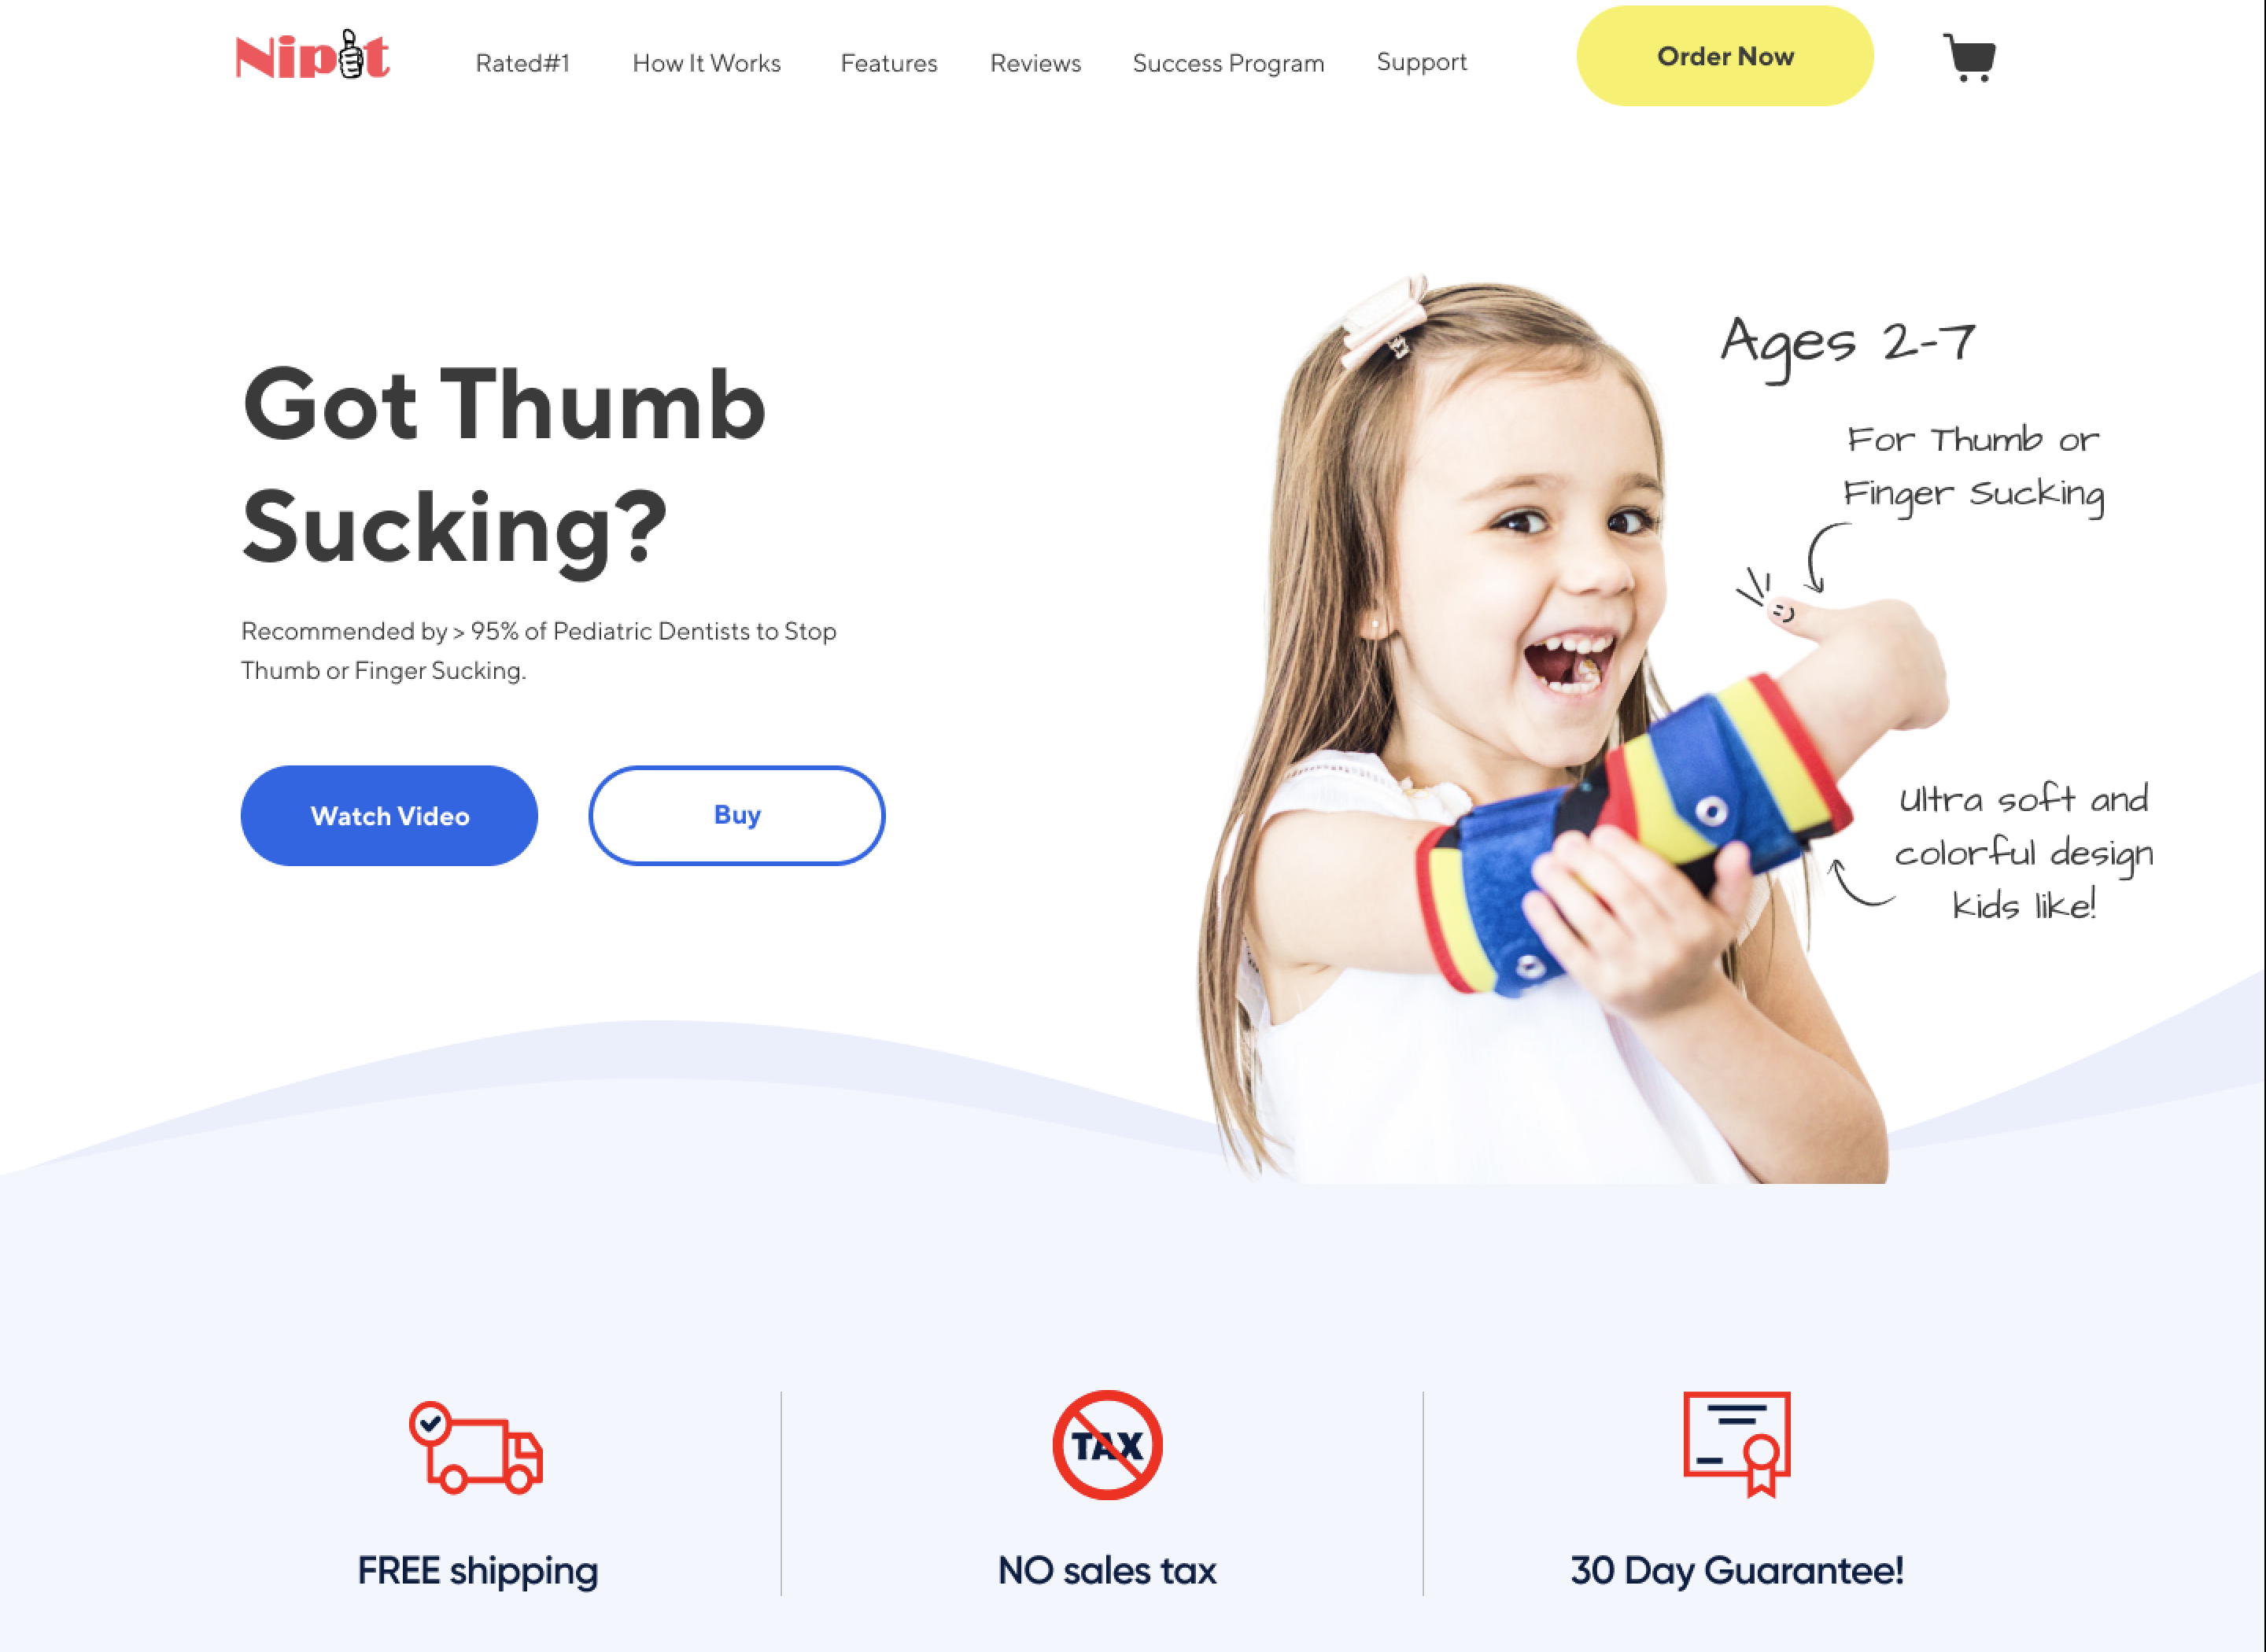 Nipit
Rated#1
How It Works
Features
Reviews
Success Program
Support
Order Now
Got Thumb
Sucking?
Recommended by > 95% of Pediatric Dentists to Stop
Thumb or Finger Sucking.
Watch Video
Buy
Ages 2-7
For Thumb or
Finger Sucking
Ultra soft and
colorful design
kids like!
TAX
FREE shipping
NO sales tax
30 Day Guarantee!